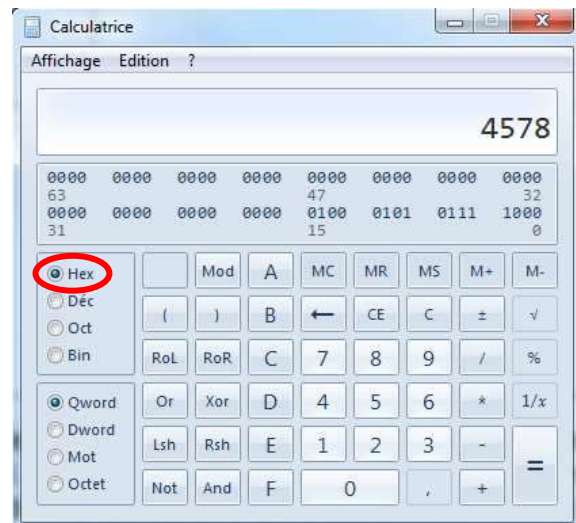 Calculatrice
Affichage Edition ?
4578
0000 0000 0000 0000 0000 0000 0000 0000
63 47 32
0000 0000 0000 0000 0100 0101 0111 1000
31 15 0
Hex Mod A MC MR MS M+ M-
Déc
Oct
( ) B ← CE C ± √
Bin RoL RoR C 7 8 9 / %
Qword Or Xor D 4 5 6 * 1/x
Dword
Mot
Lsh Rsh E 1 2 3 - =
Octet Not And F 0 , +